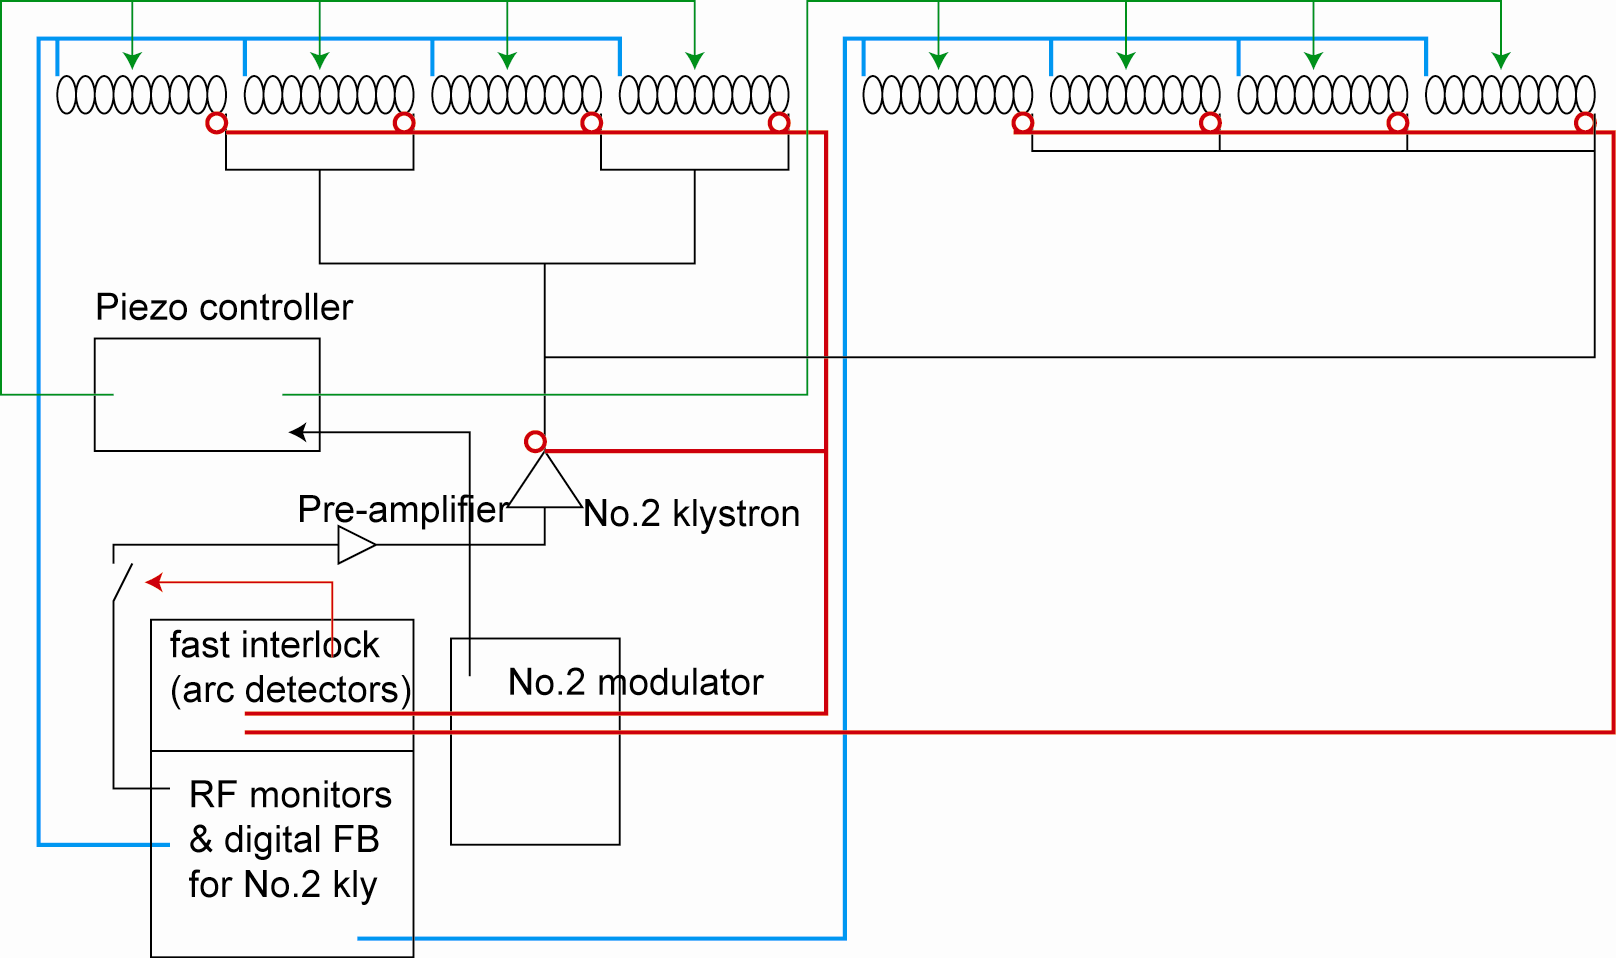 Piezo controller
Pre-amplifier
No.2 klystron
fast interlock
(arc detectors)
No.2 modulator
RF monitors
& digital FB
for No.2 kly